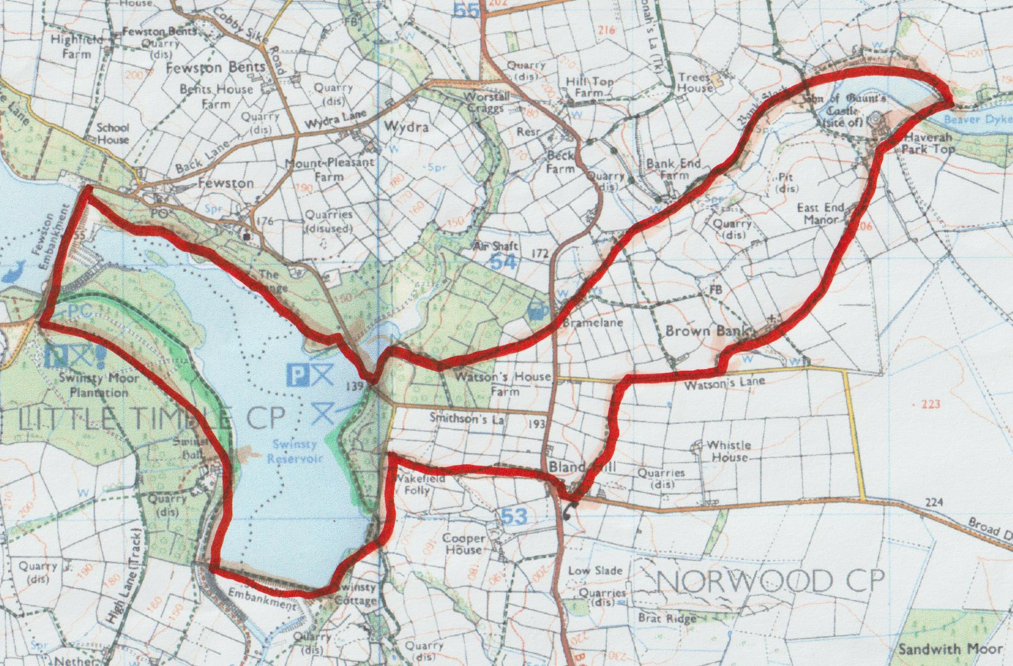 House
55
202
Cobby Sike Road
FB
Highfield
Farm
Fewston Bents
Quarry
(dis)
Fewston Bents
Bents House
Farm
Quarry
(dis)
Quarry
(dis)
216
Quarry
(dis)
Hill Top
Farm
Trees
House
W
School
House
Back Lane
Wydra Lane
Wydra
Worstall
Craggs
Resr
Beck
Farm
Castle
(site of)
Beaver Dyke
Haverah
Park Top
Mount-Pleasant
Farm
Spr
Bank End
Farm
Quarry
(dis)
Pit
(dis)
Fewston
PO
Spr
176
Quarries
(disused)
Quarry
(dis)
East End
Manor
Fewston
Embankment
Air Shaft
54
172
150
FB
PC
Bramelane
Brown Bank
W
P
Swinsty Moor
Plantation
P
139
Watson's House
Farm
Watson's Lane
LITTLE TIMBLE CP
Smithson's La
193
223
Swinsty
Reservoir
Whistle
House
Bland Hill
Quarries
(dis)
Wakefield
Folly
Quarry
(dis)
W
53
224
Cooper
House
High Lane (Track)
Quarry
(dis)
Low Slade
Quarries
(dis)
NORWOOD CP
Embankment
Swinsty
Cottage
Brat Ridge
Quarry
(dis)
Quarry
(dis)
Spr
Nether
Sandwith Moor